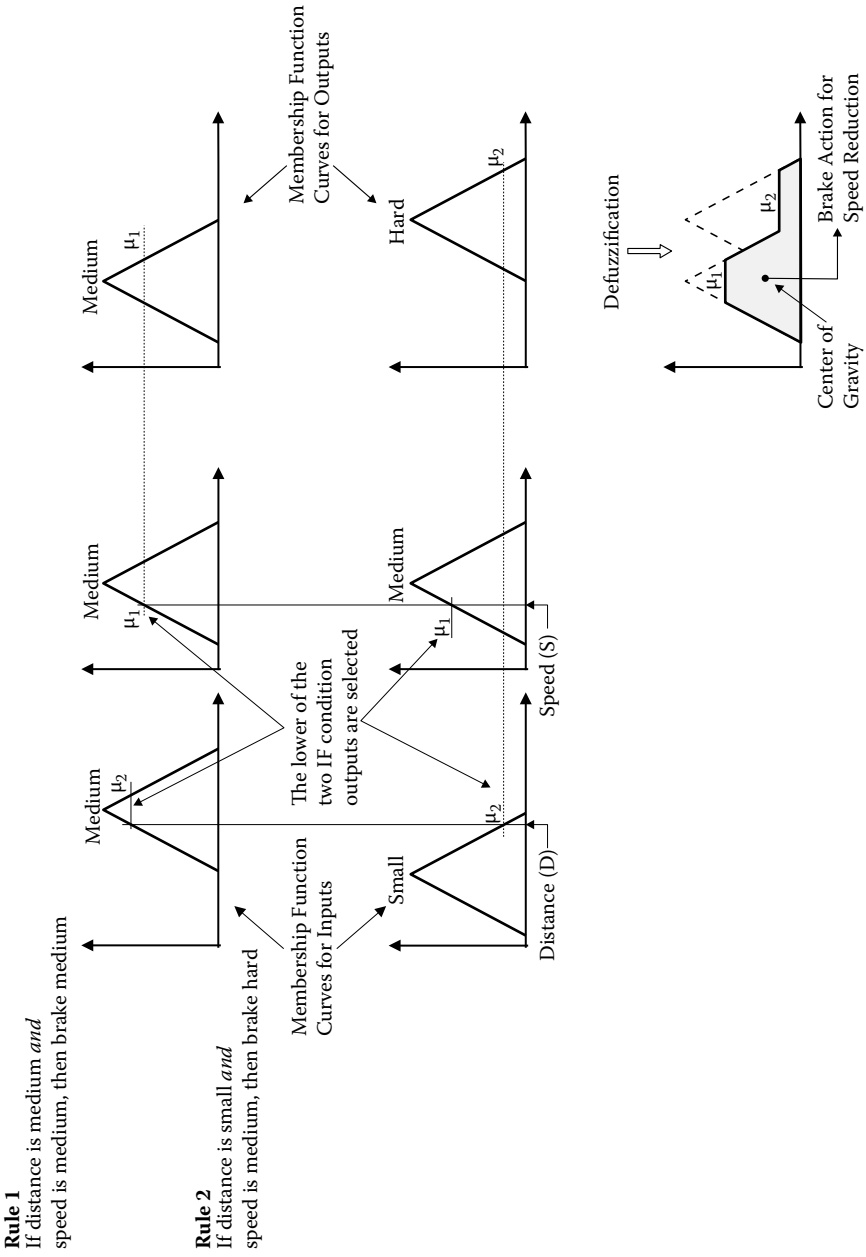 Rule 1
If distance is medium and
speed is medium, then brake medium
Medium
μ2
Medium
μ1
Medium
μ1
Rule 2
If distance is small and
speed is medium, then brake hard
Membership Function
Curves for Inputs
The lower of the
two IF condition
outputs are selected
Membership Function
Curves for Outputs
Small
μ2
Medium
μ1
Hard
μ2
Distance (D)
Speed (S)
Defuzzification
μ1
μ2
Center of
Gravity
Brake Action for
Speed Reduction